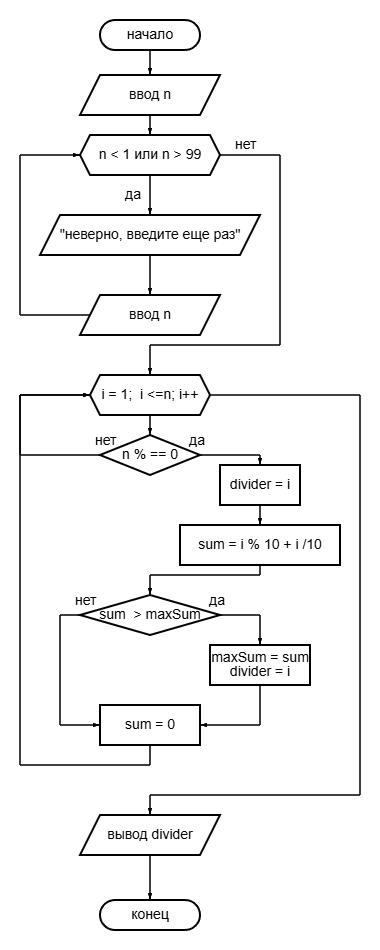 начало
ввод n
n < 1 или n > 99
нет
да
"неверно, введите еще раз"
ввод n
i = 1;  i <=n; i++
нет
да
n % == 0
divider = i
sum = i % 10 + i /10
нет
да
sum  > maxSum
maxSum = sum
divider = i
sum = 0
вывод divider
конец